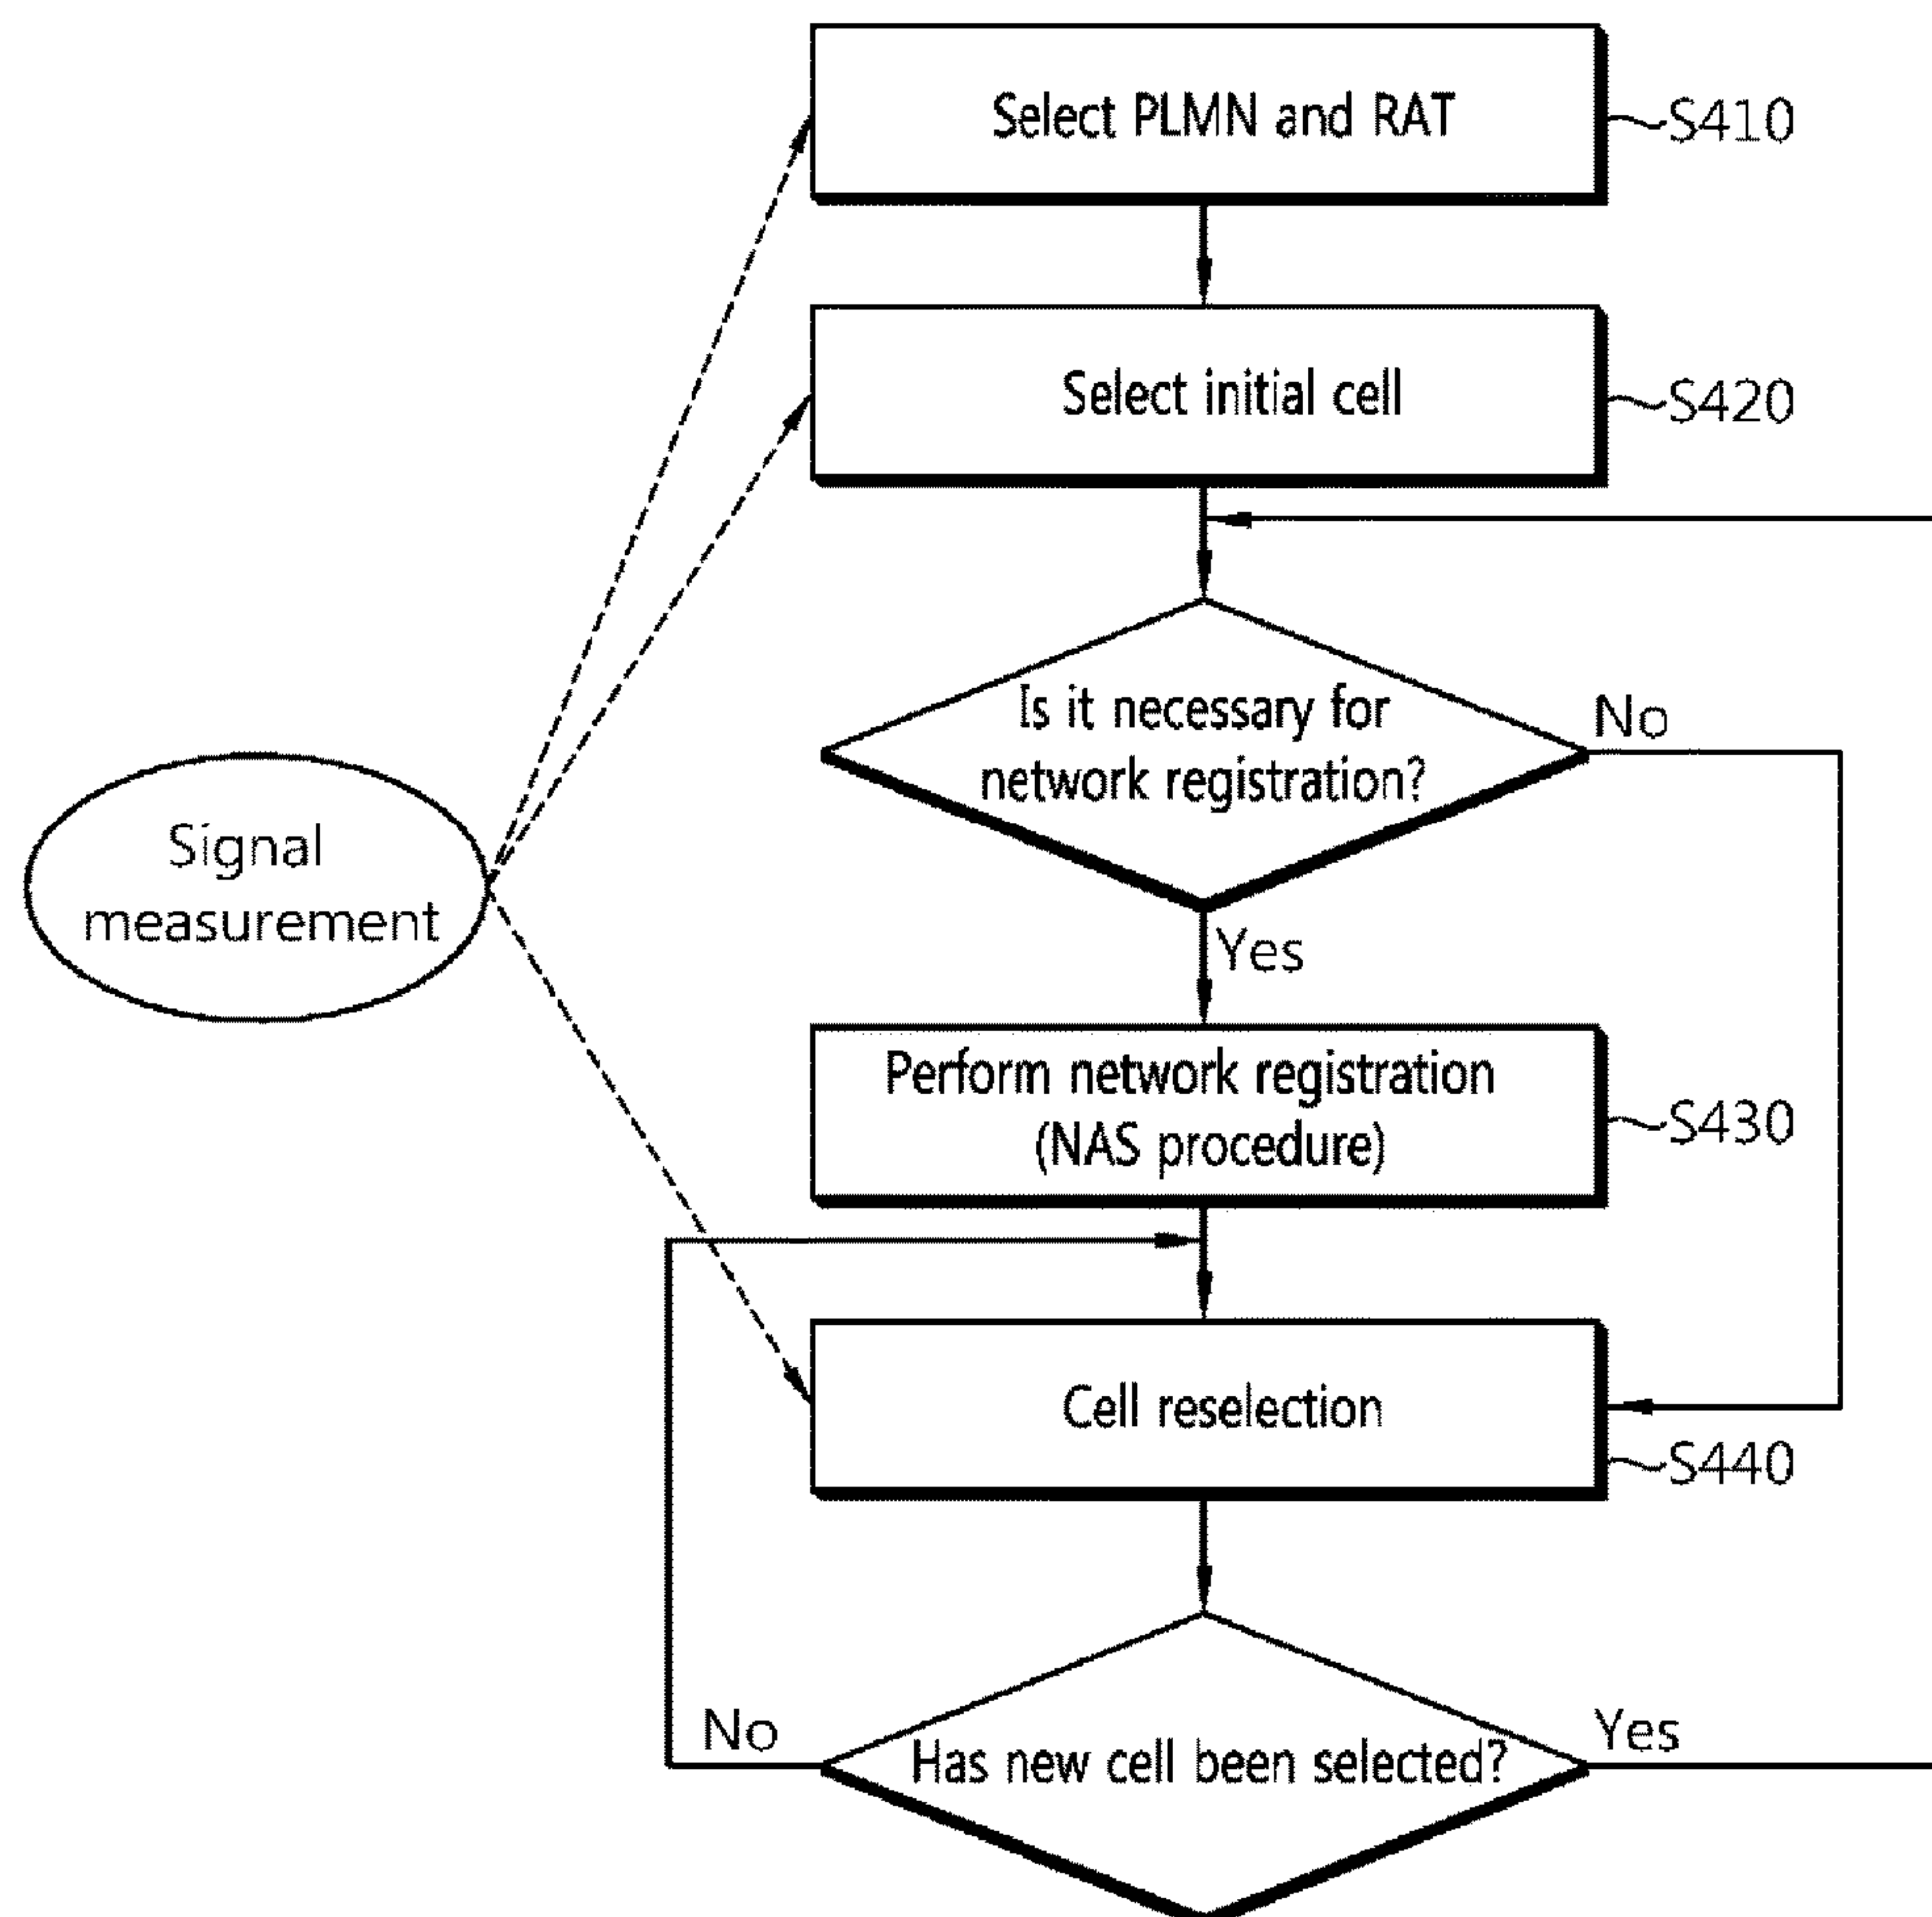 Select PLMN and RAT
S410
Select initial cell
S420
Is it necessary for
network registration?
No
Signal
measurement
Yes
Perform network registration
(NAS procedure)
S430
Cell reselection
S440
No
Has new cell been selected?
Yes